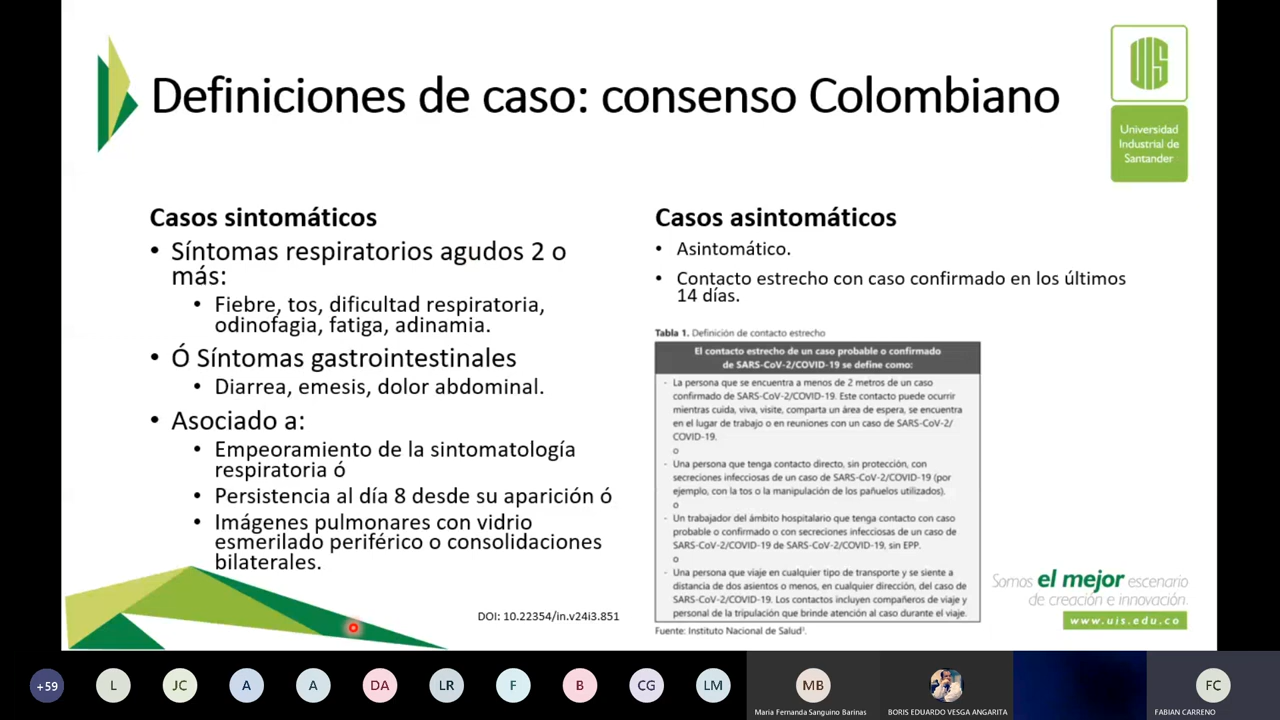 Definiciones de caso: consenso Colombiano
UIS
Universidad
Industrial de
Santander
Casos sintomáticos
• Síntomas respiratorios agudos 2 o
más:
• Fiebre, tos, dificultad respiratoria,
odinofagia, fatiga, adinamia.
• Ó Síntomas gastrointestinales
• Diarrea, emesis, dolor abdominal.
• Asociado a:
• Empeoramiento de la sintomatología
respiratoria ó
• Persistencia al día 8 desde su aparición ó
• Imágenes pulmonares con vidrio
esmerilado periférico o consolidaciones
bilaterales.
DOI: 10.22354/in.v24i3.851
Casos asintomáticos
• Asintomático.
• Contacto estrecho con caso confirmado en los últimos
14 días.
Tabla 1. Definición de contacto estrecho
El contacto estrecho de un caso probable o confirmado
de SARS-CoV-2/COVID-19 se define como:
- La persona que se encuentra a menos de 2 metros de un caso
confirmado de SARS-CoV-2/COVID-19. Este contacto puede ocurrir
mientras cuida, viva, visite, comparta un área de espera, se encuentra
en el lugar de trabajo o en reuniones con un caso de SARS-CoV-2/
COVID-19.
o
- Una persona que tenga contacto directo, sin protección, con
secreciones infecciosas de un caso de SARS-CoV-2/COVID-19 (por
ejemplo, con la tos o la manipulación de los pañuelos utilizados).
o
- Un trabajador del ámbito hospitalario que tenga contacto con caso
probable o confirmado o con secreciones infecciosas de un caso de
SARS-CoV-2/COVID-19 de SARS-CoV-2/COVID-19, sin EPP.
o
- Una persona que viaje en cualquier tipo de transporte y se siente a
distancia de dos asientos o menos, en cualquier dirección, del caso de
SARS-CoV-2/COVID-19. Los contactos incluyen compañeros de viaje y
personal de la tripulación que brinde atención al caso durante el viaje.
Fuente: Instituto Nacional de Salud².
Somos el mejor escenario
de creación e innovación.
www.uis.edu.co
+59
L
JC
A
A
DA
LR
F
B
CG
LM
MB
FC
Maria Fernanda Sanguino Barinas
BORIS EDUARDO VESGA ANGARITA
FABIAN CARRENO